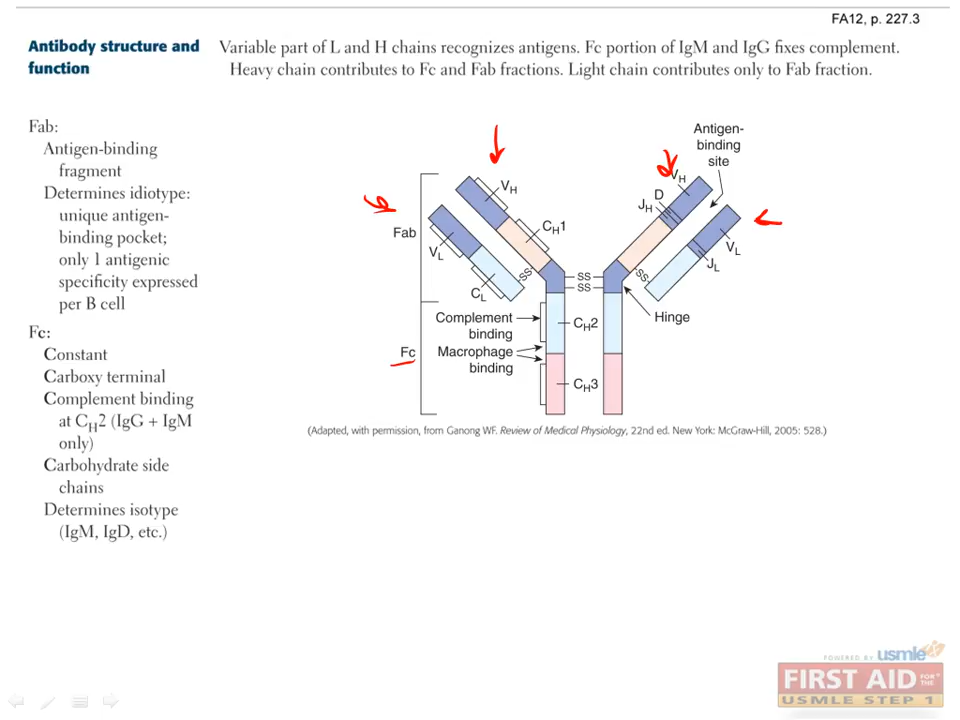 FA12, p. 227.3
Antibody structure and
function
Variable part of L and H chains recognizes antigens. Fc portion of IgM and IgG fixes complement.
Heavy chain contributes to Fc and Fab fractions. Light chain contributes only to Fab fraction.
Fab:
Antigen-binding
fragment
Determines idiotype:
unique antigen-
binding pocket;
only 1 antigenic
specificity expressed
per B cell
Fc:
Constant
Carboxy terminal
Complement binding
at CH2 (IgG + IgM
only)
Carbohydrate side
chains
Determines isotype
(IgM, IgD, etc.)
Antigen-
binding
site
VH
VH
D
JH
CH1
Fab
VL
VL
JL
SS
SS
SS
SS
CL
Hinge
Complement
binding
CH2
Fc
Macrophage
binding
CH3
(Adapted, with permission, from Ganong WF. Review of Medical Physiology, 22nd ed. New York: McGraw-Hill, 2005: 528.)
POWERED BY usmle
FIRST AID FOR THE
USMLE STEP 1